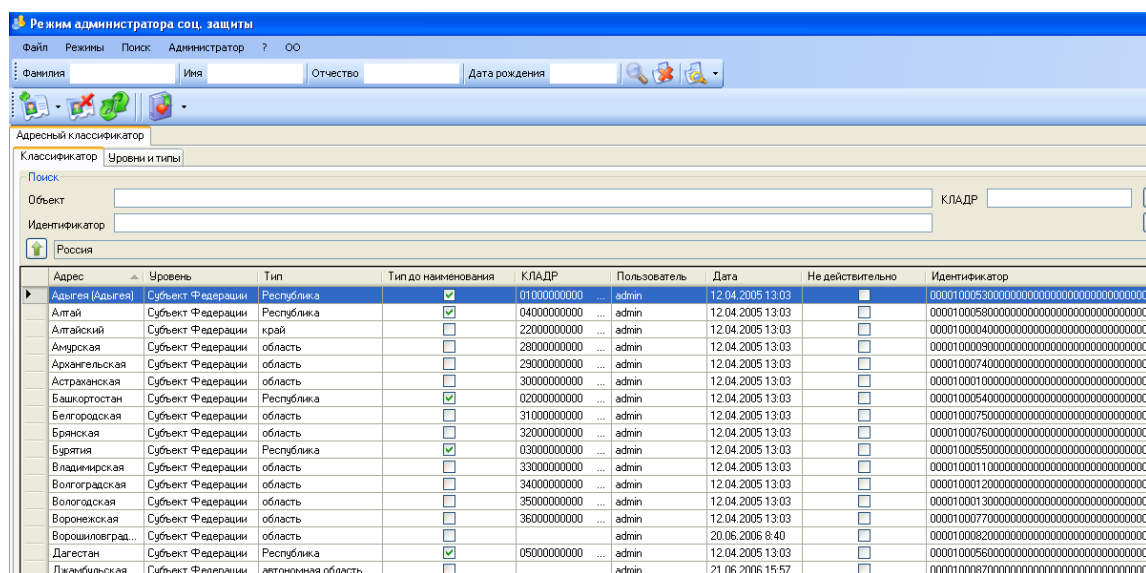 Режим администратора соц. защиты
Файл Режимы Поиск Администратор ? ОО
Фамилия Имя Отчество Дата рождения
Адресный классификатор
Классификатор Уровни и типы
Поиск
Объект КЛАДР
Идентификатор
Россия
Адрес Уровень Тип Тип до наименования КЛАДР Пользователь Дата Не действительно Идентификатор
Адыгея (Адыгея) Субъект Федерации Республика 01000000000 ... admin 12.04.2005 13:03
Алтай Субъект Федерации Республика 04000000000 ... admin 12.04.2005 13:03
Алтайский Субъект Федерации край 22000000000 ... admin 12.04.2005 13:03
Амурская Субъект Федерации область 28000000000 ... admin 12.04.2005 13:03
Архангельская Субъект Федерации область 29000000000 ... admin 12.04.2005 13:03
Астраханская Субъект Федерации область 30000000000 ... admin 12.04.2005 13:03
Башкортостан Субъект Федерации Республика 02000000000 ... admin 12.04.2005 13:03
Белгородская Субъект Федерации область 31000000000 ... admin 12.04.2005 13:03
Брянская Субъект Федерации область 32000000000 ... admin 12.04.2005 13:03
Бурятия Субъект Федерации Республика 03000000000 ... admin 12.04.2005 13:03
Владимирская Субъект Федерации область 33000000000 ... admin 12.04.2005 13:03
Волгоградская Субъект Федерации область 34000000000 ... admin 12.04.2005 13:03
Вологодская Субъект Федерации область 35000000000 ... admin 12.04.2005 13:03
Воронежская Субъект Федерации область 36000000000 ... admin 12.04.2005 13:03
Ворошиловград... Субъект Федерации область admin 20.06.2006 8:40
Дагестан Субъект Федерации Республика 05000000000 ... admin 12.04.2005 13:03
Джамбульская Субъект Федерации автономная область admin 21.06.2006 15:57